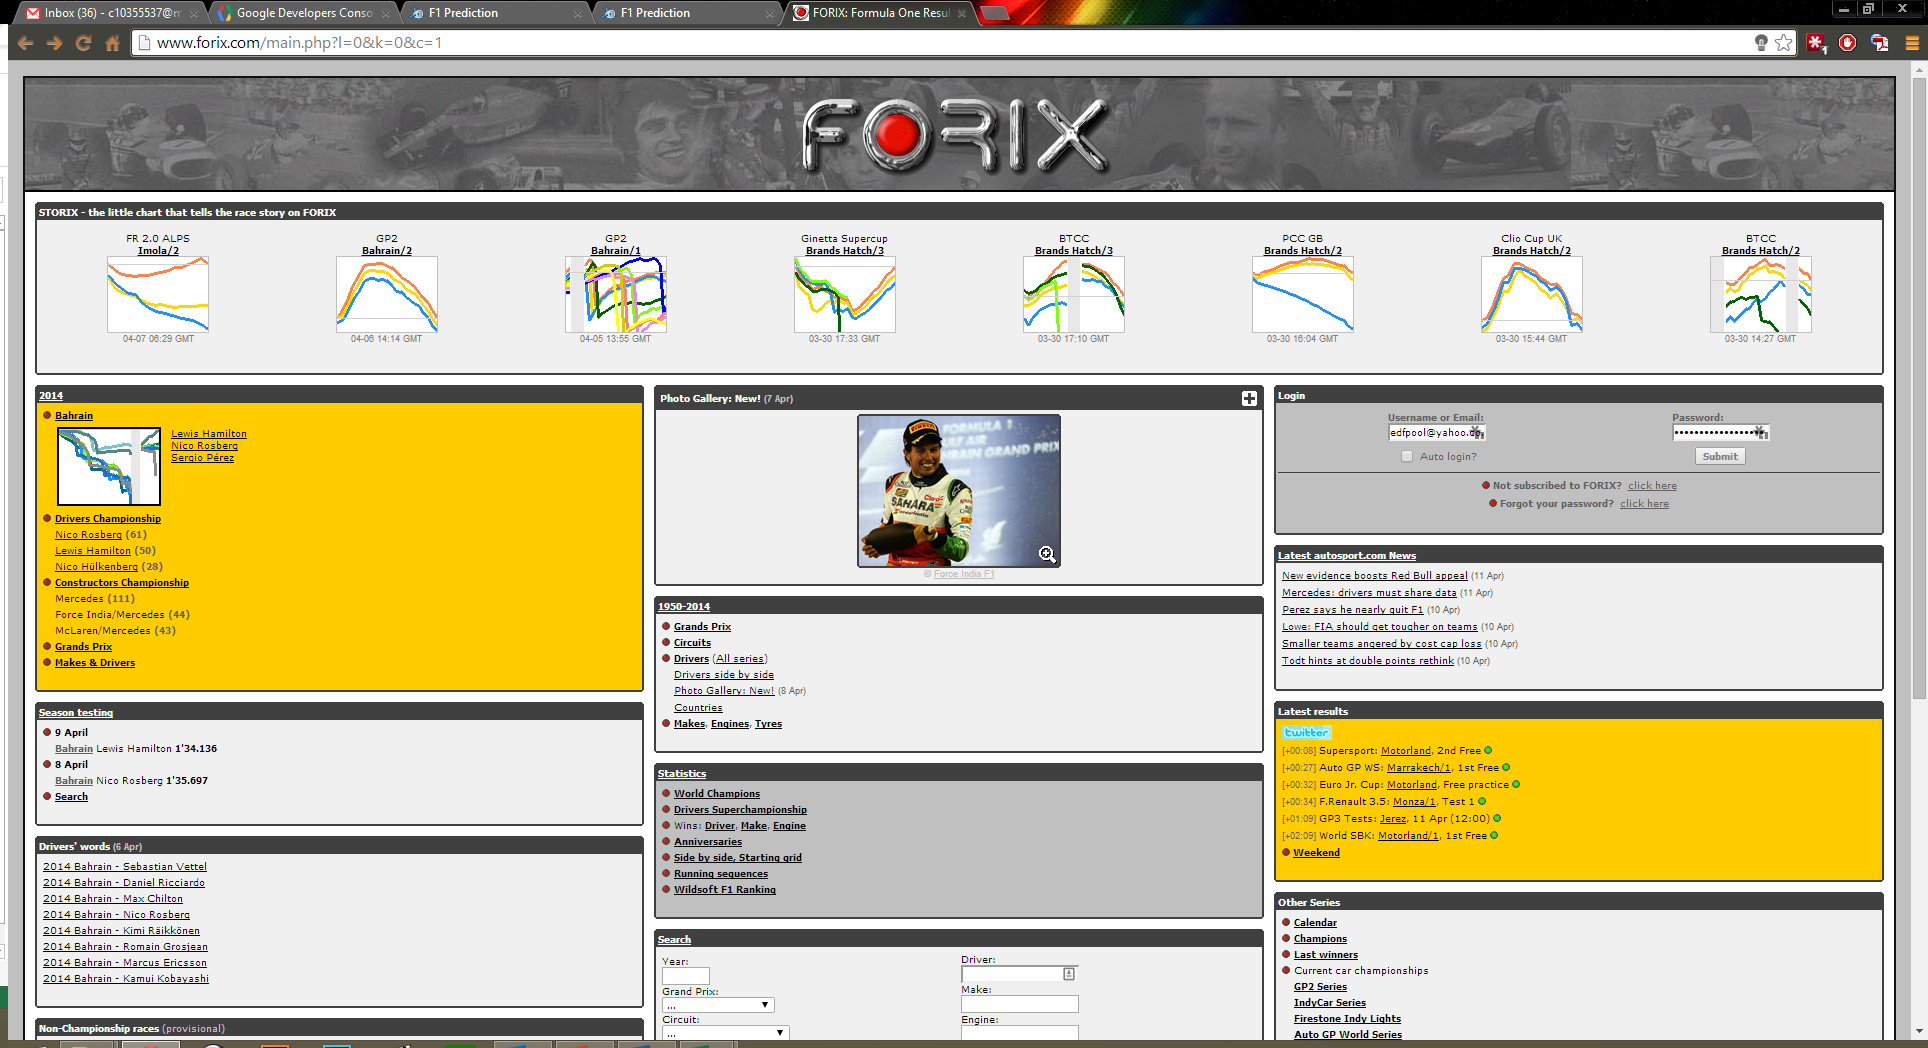 Inbox (36) - c10355537@m
Google Developers Conso
F1 Prediction
F1 Prediction
FORIX: Formula One Resul
www.forix.com/main.php?l=0&k=0&c=1
FORIX
STORIX - the little chart that tells the race story on FORIX
FR 2.0 ALPS
Imola/2
04-07 06:29 GMT
GP2
Bahrain/2
04-06 14:14 GMT
GP2
Bahrain/1
04-05 13:55 GMT
Ginetta Supercup
Brands Hatch/3
03-30 17:33 GMT
BTCC
Brands Hatch/3
03-30 17:10 GMT
PCC GB
Brands Hatch/2
03-30 16:04 GMT
Clio Cup UK
Brands Hatch/2
03-30 15:44 GMT
BTCC
Brands Hatch/2
03-30 14:27 GMT
2014
Bahrain
Lewis Hamilton
Nico Rosberg
Sergio Pérez
Drivers Championship
Nico Rosberg (61)
Lewis Hamilton (50)
Nico Hülkenberg (28)
Constructors Championship
Mercedes (111)
Force India/Mercedes (44)
McLaren/Mercedes (43)
Grands Prix
Makes & Drivers
Season testing
9 April
Bahrain Lewis Hamilton 1'34.136
8 April
Bahrain Nico Rosberg 1'35.697
Search
Drivers' words (6 Apr)
2014 Bahrain - Sebastian Vettel
2014 Bahrain - Daniel Ricciardo
2014 Bahrain - Max Chilton
2014 Bahrain - Nico Rosberg
2014 Bahrain - Kimi Räikkönen
2014 Bahrain - Romain Grosjean
2014 Bahrain - Marcus Ericsson
2014 Bahrain - Kamui Kobayashi
Non-Championship races (provisional)
Photo Gallery: New! (7 Apr)
FORMULA 1
GULF AIR
BAHRAIN GRAND PRIX
SAHARA
© Force India F1
1950-2014
Grands Prix
Circuits
Drivers (All series)
Drivers side by side
Photo Gallery: New! (8 Apr)
Countries
Makes, Engines, Tyres
Statistics
World Champions
Drivers Superchampionship
Wins: Driver, Make, Engine
Anniversaries
Side by side, Starting grid
Running sequences
Wildsoft F1 Ranking
Search
Year:
Driver:
Grand Prix:
...
Make:
Circuit:
...
Engine:
Login
Username or Email:
Password:
edfpool@yahoo.co
Auto login?
Submit
Not subscribed to FORIX? click here
Forgot your password? click here
Latest autosport.com News
New evidence boosts Red Bull appeal (11 Apr)
Mercedes: drivers must share data (11 Apr)
Perez says he nearly quit F1 (10 Apr)
Lowe: FIA should get tougher on teams (10 Apr)
Smaller teams angered by cost cap loss (10 Apr)
Todt hints at double points rethink (10 Apr)
Latest results
twitter
[+00:08] Supersport: Motorland, 2nd Free
[+00:27] Auto GP WS: Marrakech/1, 1st Free
[+00:32] Euro Jr. Cup: Motorland, Free practice
[+00:34] F.Renault 3.5: Monza/1, Test 1
[+01:09] GP3 Tests: Jerez, 11 Apr (12:00)
[+02:09] World SBK: Motorland/1, 1st Free
Weekend
Other Series
Calendar
Champions
Last winners
Current car championships
GP2 Series
IndyCar Series
Firestone Indy Lights
Auto GP World Series